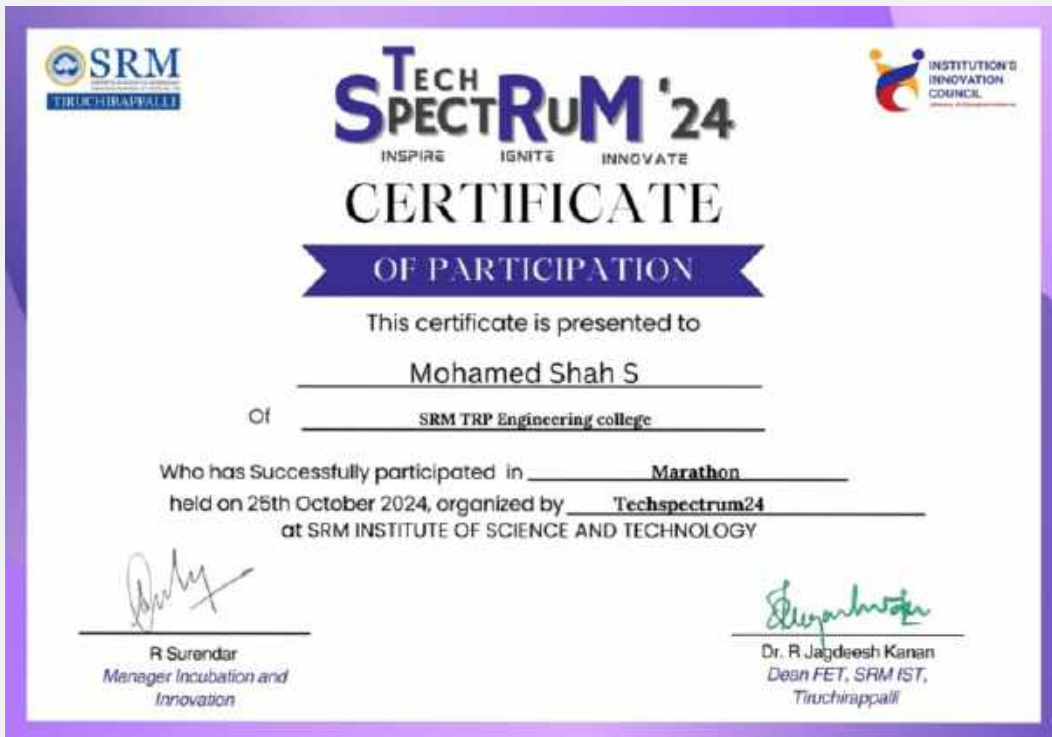 SRM
TIRUCHIRAPPALLI
TECH
SPECTRUM '24
INSPIRE IGNITE INNOVATE
INSTITUTION'S
INNOVATION
COUNCIL
CERTIFICATE
OF PARTICIPATION
This certificate is presented to
Mohamed Shah S
Of SRM TRP Engineering college
Who has Successfully participated in Marathon
held on 25th October 2024, organized by Techspectrum24
at SRM INSTITUTE OF SCIENCE AND TECHNOLOGY
R Surendar
Manager Incubation and
Innovation
Dr. R Jagdeesh Kanan
Dean FET, SRM IST,
Tiruchirappalli